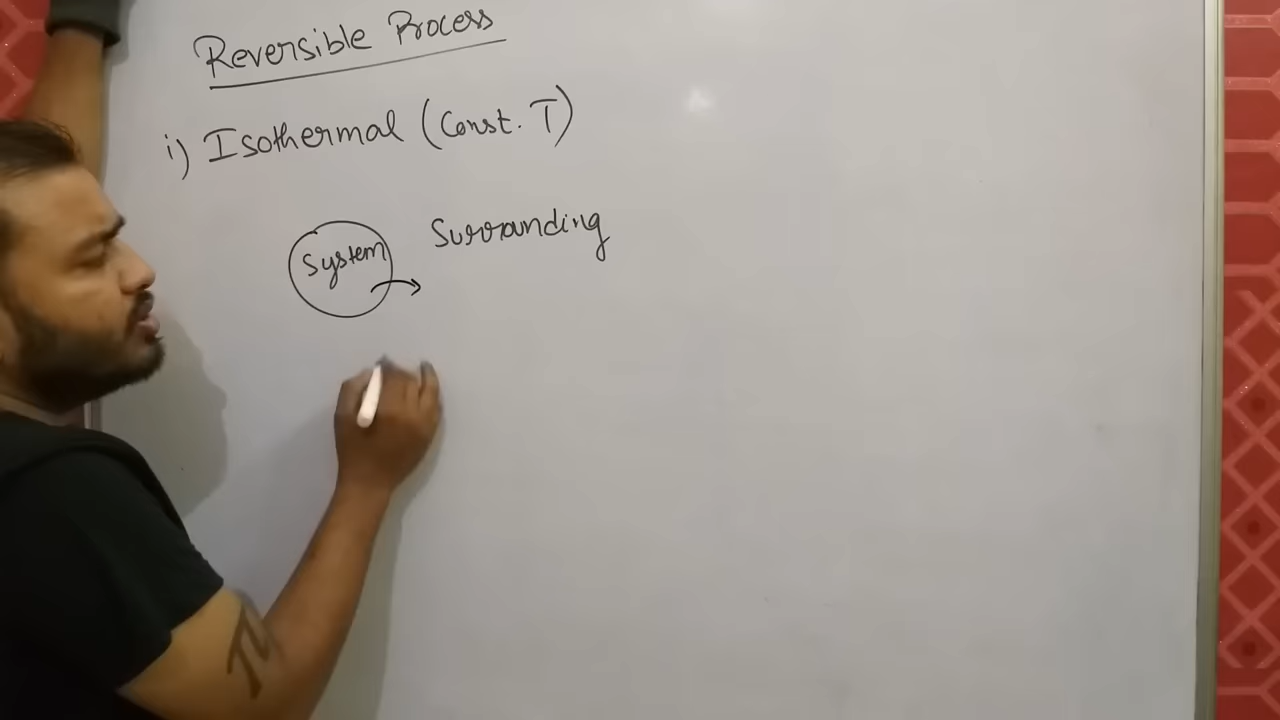 Reversible Process
i) Isothermal (Const. T)
Surrounding
System
π